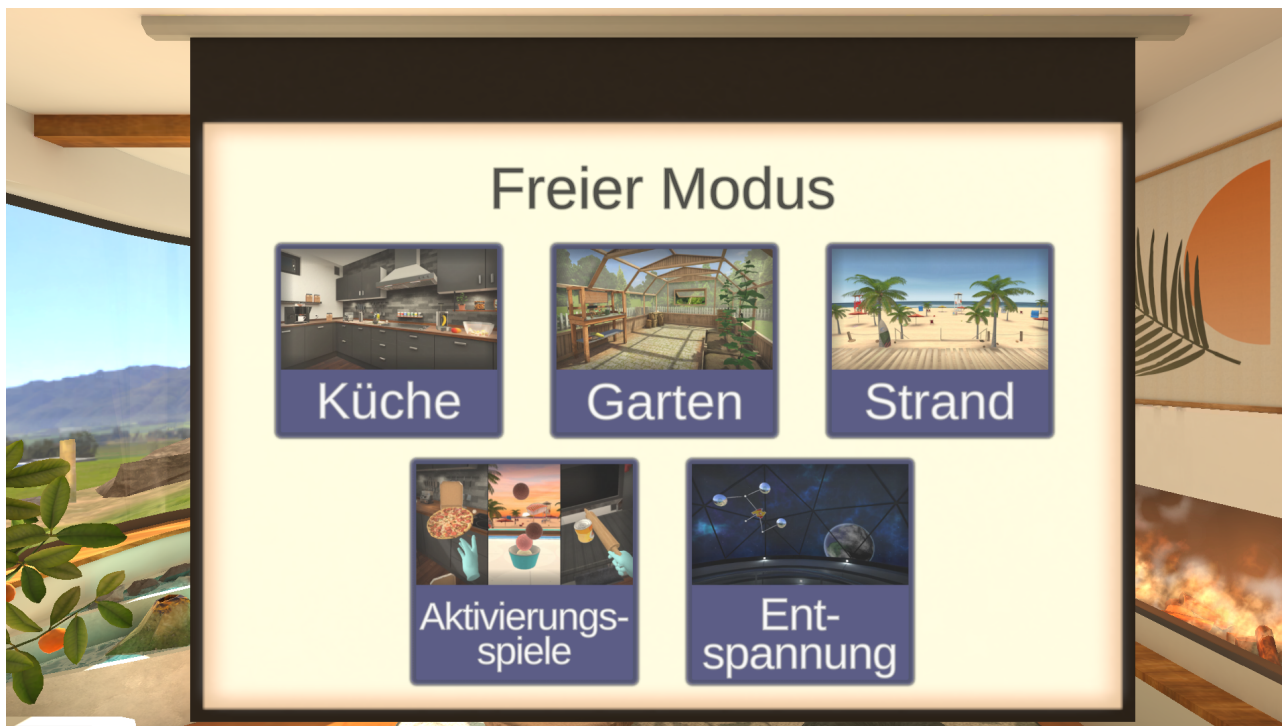 Freier Modus
Küche
Garten
Strand
Aktivierungs-
spiele
Ent-
spannung